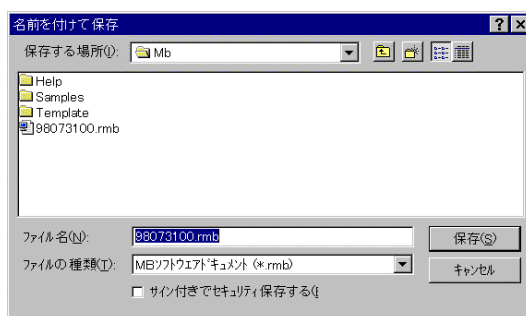 名前を付けて保存
保存する場所(I):
Mb
Help
Samples
Template
98073100.rmb
ファイル名(N):
98073100.rmb
保存(S)
ファイルの種類(T):
MBソフトウエアドキュメント (*.rmb)
キャンセル
サイン付きでセキュリティ保存する(